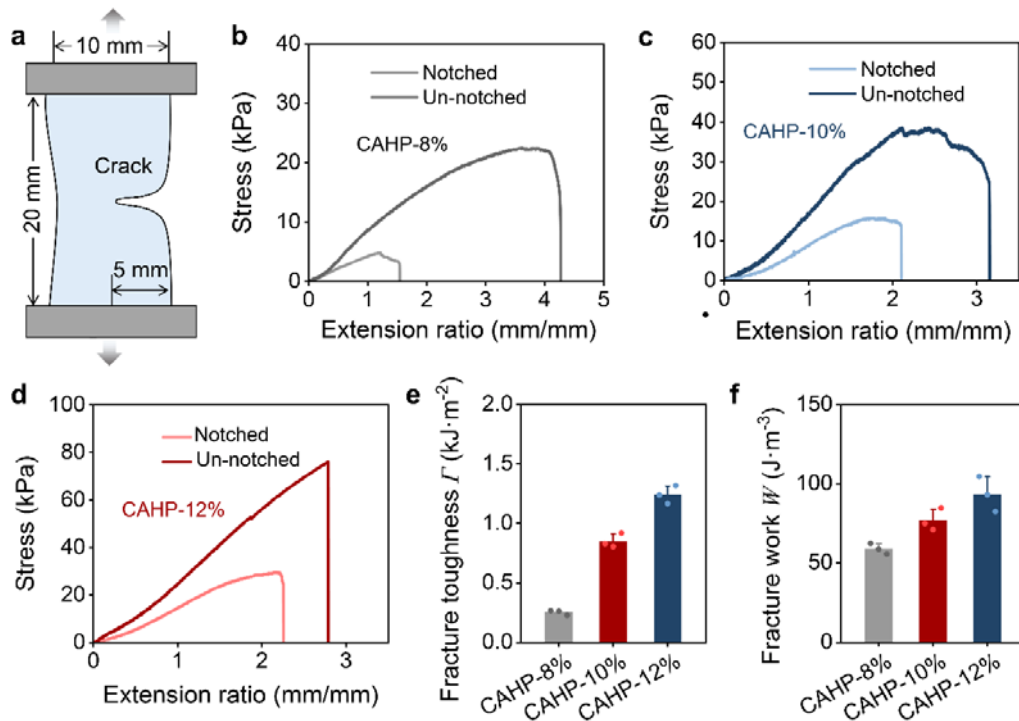 a
10 mm
20 mm
Crack
5 mm
b
Stress (kPa)
40
30
20
10
0
Notched
Un-notched
CAHP-8%
0 1 2 3 4 5
Extension ratio (mm/mm)
c
Stress (kPa)
60
50
40
30
20
10
0
Notched
Un-notched
CAHP-10%
0 1 2 3
Extension ratio (mm/mm)
d
Stress (kPa)
100
80
60
40
20
0
Notched
Un-notched
CAHP-12%
0 1 2 3
Extension ratio (mm/mm)
e
Fracture toughness Γ (kJ·m⁻²)
2.0
1.5
1.0
0.5
0.0
CAHP-8%
CAHP-10%
CAHP-12%
f
Fracture work W (J·m⁻³)
150
100
50
0
CAHP-8%
CAHP-10%
CAHP-12%